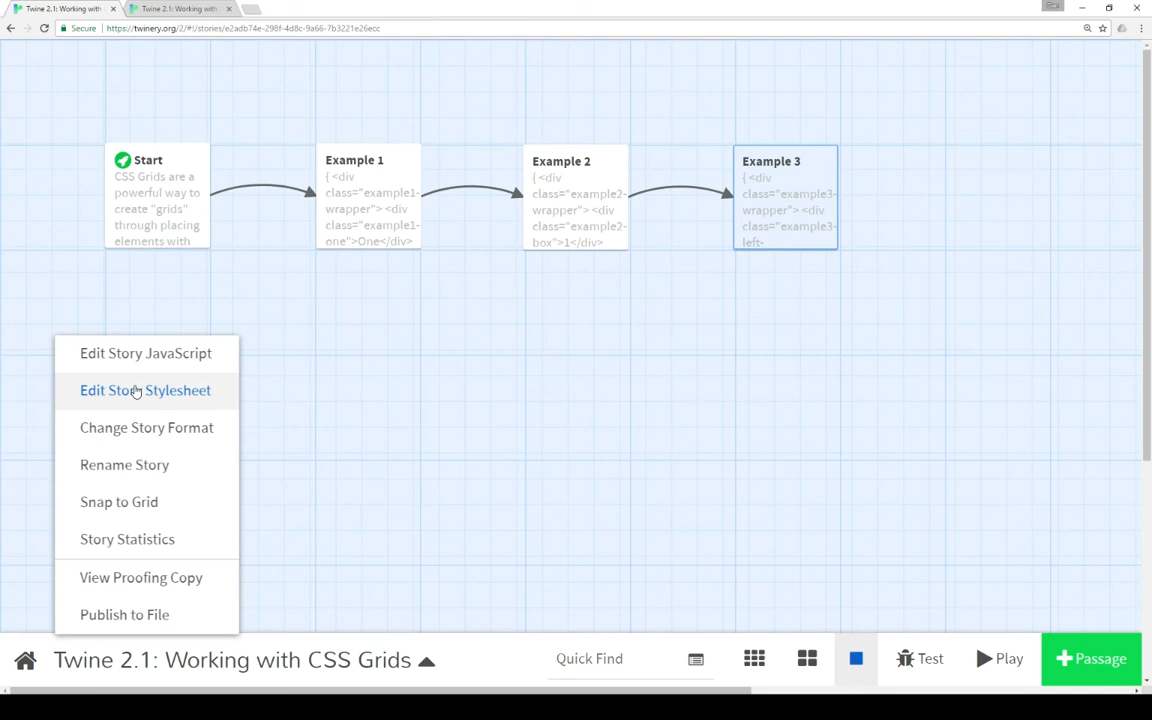 Twine 2.1: Working with
Twine 2.1: Working with
Secure
https://twinery.org/2/#!/stories/e2adb74e-298f-4d8c-9a66-7b3221e26ecc
Start
CSS Grids are a
powerful way to
create "grids"
through placing
elements with
Example 1
{ <div
class="example1-
wrapper"> <div
class="example1-
one">One</div>
Example 2
{ <div
class="example2-
wrapper"> <div
class="example2-
box">1</div>
Example 3
{ <div
class="example3-
wrapper"> <div
class="example3-
left-
Edit Story JavaScript
Edit Story Stylesheet
Change Story Format
Rename Story
Snap to Grid
Story Statistics
View Proofing Copy
Publish to File
Twine 2.1: Working with CSS Grids
Quick Find
Test
Play
+Passage